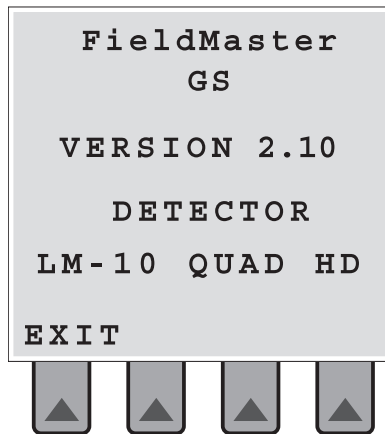 FieldMaster
GS
VERSION 2.10
DETECTOR
LM-10 QUAD HD
EXIT